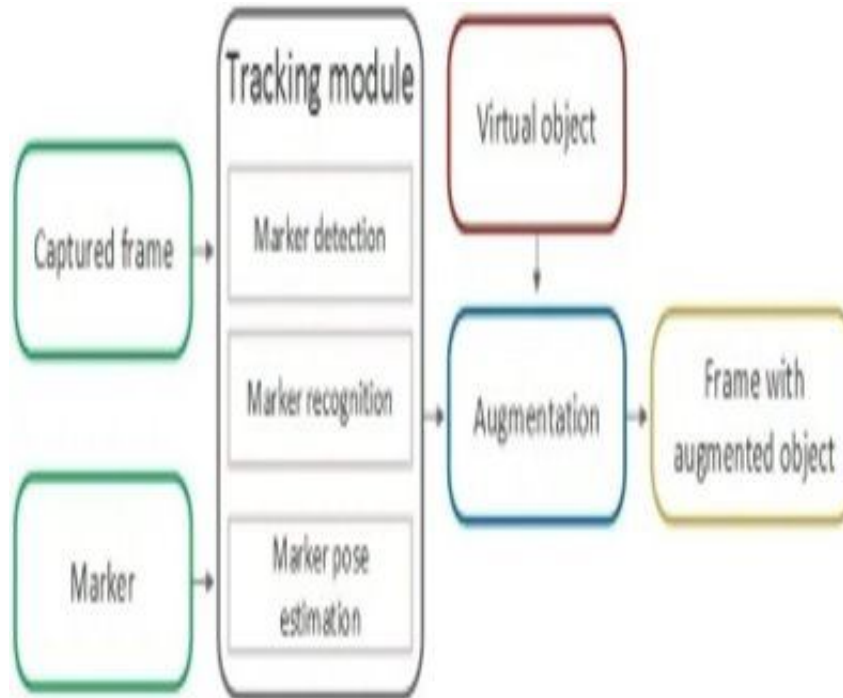 Tracking module
Captured frame
Marker detection
Marker recognition
Marker pose
estimation
Marker
Virtual object
Augmentation
Frame with
augmented object